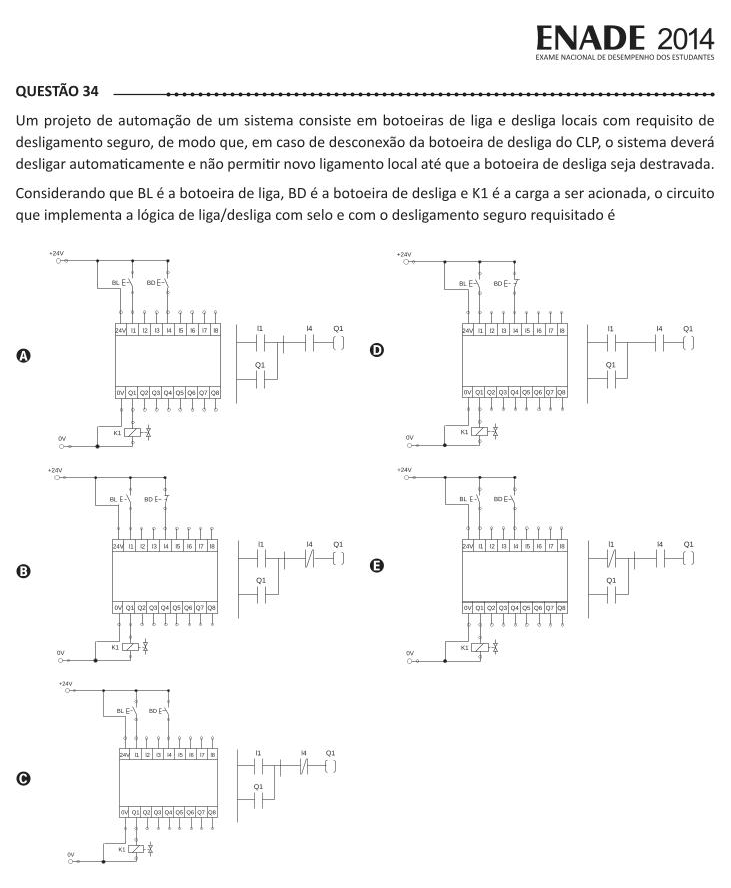 ENADE 2014
EXAME NACIONAL DE DESEMPENHO DOS ESTUDANTES
QUESTÃO 34
Um projeto de automação de um sistema consiste em botoeiras de liga e desliga locais com requisito de
desligamento seguro, de modo que, em caso de desconexão da botoeira de desliga do CLP, o sistema deverá
desligar automaticamente e não permitir novo ligamento local até que a botoeira de desliga seja destravada.
Considerando que BL é a botoeira de liga, BD é a botoeira de desliga e K1 é a carga a ser acionada, o circuito
que implementa a lógica de liga/desliga com selo e com o desligamento seguro requisitado é
A
+24V
BL BD
24V I1 I2 I3 I4 I5 I6 I7 I8
I1 I4 Q1
Q1
0V Q1 Q2 Q3 Q4 Q5 Q6 Q7 Q8
K1
0V
D
+24V
BL BD
24V I1 I2 I3 I4 I5 I6 I7 I8
I1 I4 Q1
Q1
0V Q1 Q2 Q3 Q4 Q5 Q6 Q7 Q8
K1
0V
B
+24V
BL BD
24V I1 I2 I3 I4 I5 I6 I7 I8
I1 I4 Q1
Q1
0V Q1 Q2 Q3 Q4 Q5 Q6 Q7 Q8
K1
0V
E
+24V
BL BD
24V I1 I2 I3 I4 I5 I6 I7 I8
I1 I4 Q1
Q1
0V Q1 Q2 Q3 Q4 Q5 Q6 Q7 Q8
K1
0V
C
+24V
BL BD
24V I1 I2 I3 I4 I5 I6 I7 I8
I1 I4 Q1
Q1
0V Q1 Q2 Q3 Q4 Q5 Q6 Q7 Q8
K1
0V